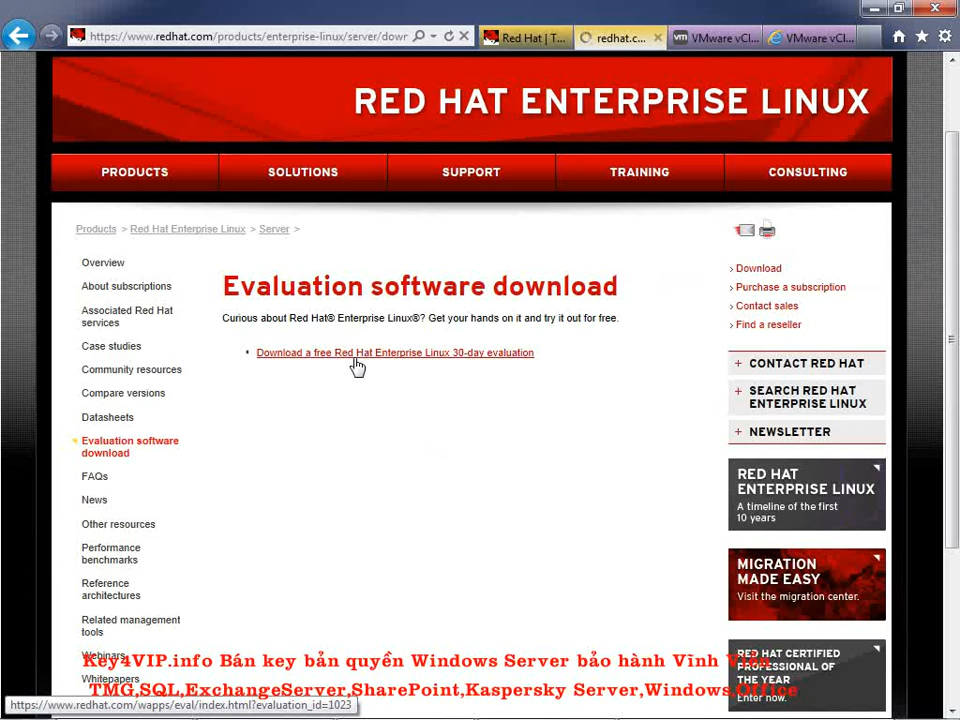 https://www.redhat.com/products/enterprise-linux/server/dowr
Red Hat | T...
redhat.c...
VMware vCl...
VMware vCl...
RED HAT ENTERPRISE LINUX
PRODUCTS
SOLUTIONS
SUPPORT
TRAINING
CONSULTING
Products > Red Hat Enterprise Linux > Server >
Overview
About subscriptions
Associated Red Hat
services
Case studies
Community resources
Compare versions
Datasheets
Evaluation software
download
FAQs
News
Other resources
Performance
benchmarks
Reference
architectures
Related management
tools
Webinars
Whitepapers
Evaluation software download
Curious about Red Hat® Enterprise Linux®? Get your hands on it and try it out for free.
• Download a free Red Hat Enterprise Linux 30-day evaluation
› Download
› Purchase a subscription
› Contact sales
› Find a reseller
+ CONTACT RED HAT
+ SEARCH RED HAT
ENTERPRISE LINUX
+ NEWSLETTER
RED HAT
ENTERPRISE LINUX
A timeline of the first
10 years
MIGRATION
MADE EASY
Visit the migration center.
RED HAT CERTIFIED
PROFESSIONAL OF
THE YEAR
Enter now.
Key4VIP.info Bán key bản quyền Windows Server bảo hành Vĩnh Viễn
TMG,SQL,ExchangeServer,SharePoint,Kaspersky Server,Windows,Office
https://www.redhat.com/wapps/eval/index.html?evaluation_id=1023